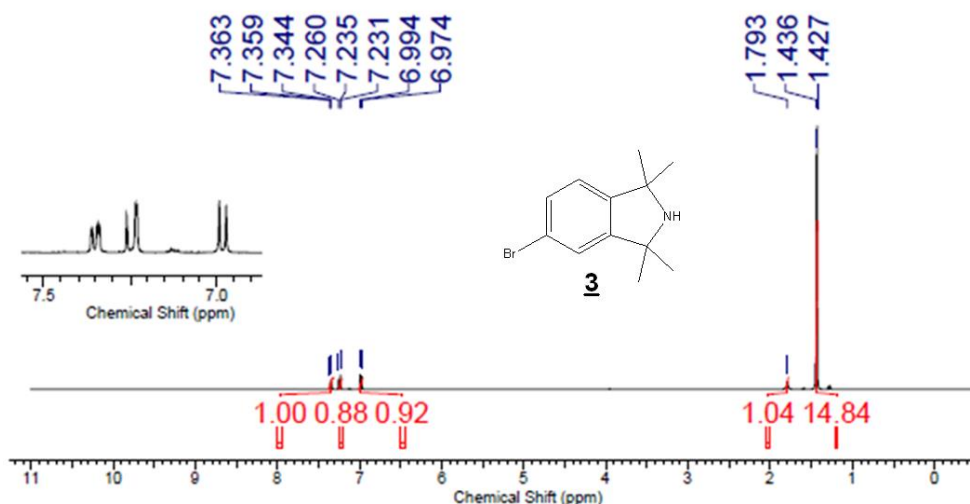 7.363
7.359
7.344
7.260
7.235
7.231
6.994
6.974
1.793
1.436
1.427
NH
Br
3
7.5 7.0
Chemical Shift (ppm)
1.00 0.88 0.92 1.04 14.84
11 10 9 8 7 6 5 4 3 2 1 0
Chemical Shift (ppm)